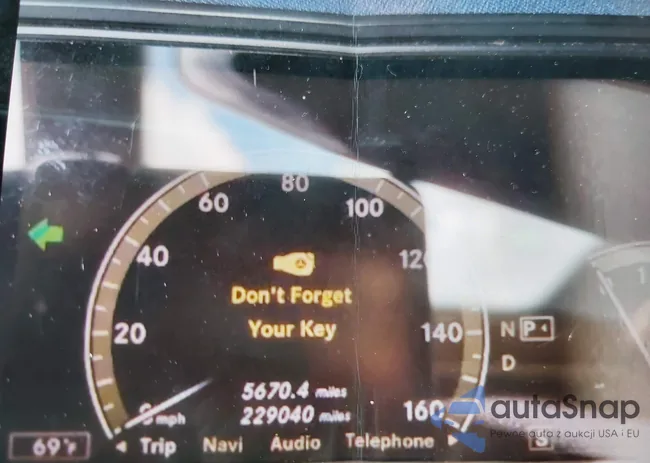 80
60 100
40 120
Don't Forget
Your Key
20 140 N P
D
5670.4 miles
229040 miles
0 mph 160
autaSnap
Pewne auta z aukcji USA i EU
69°F Trip Navi Audio Telephone S